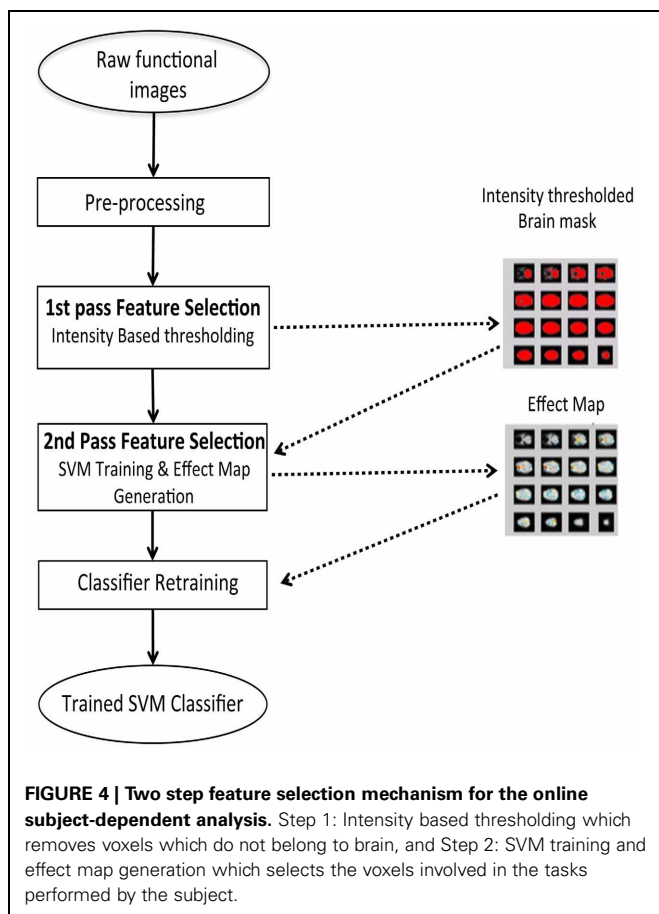 Raw functional
images
Pre-processing
Intensity thresholded
Brain mask
1st pass Feature Selection
Intensity Based thresholding
Effect Map
2nd Pass Feature Selection
SVM Training & Effect Map
Generation
Classifier Retraining
Trained SVM Classifier
FIGURE 4 | Two step feature selection mechanism for the online
subject-dependent analysis. Step 1: Intensity based thresholding which
removes voxels which do not belong to brain, and Step 2: SVM training and
effect map generation which selects the voxels involved in the tasks
performed by the subject.